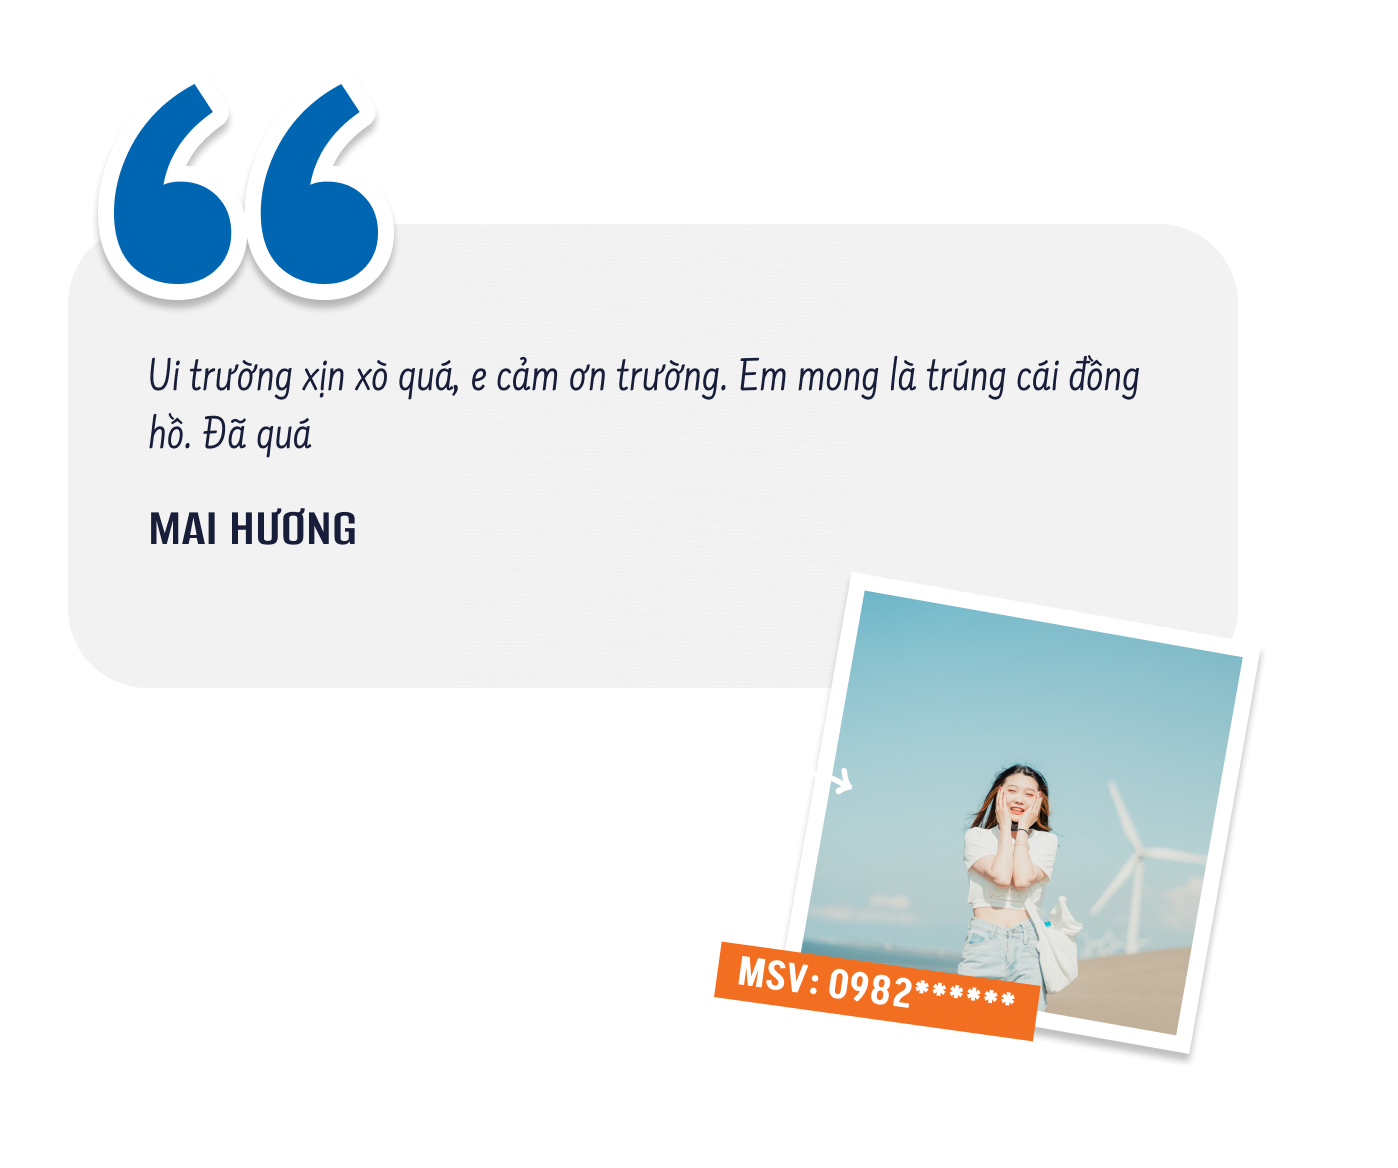 Ui trường xịn xò quá, e cảm ơn trường. Em mong là trúng cái đồng
hồ. Đã quá
MAI HƯƠNG
MSV: 0982******